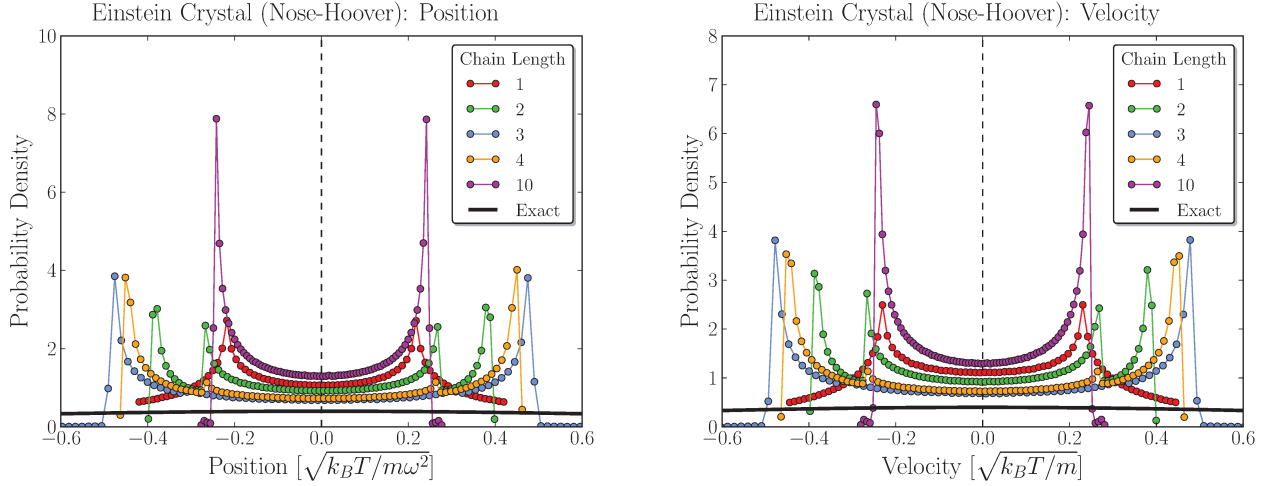 Einstein Crystal (Nose-Hoover): Position
10
8
6
4
2
0
Probability Density
−0.6 −0.4 −0.2 0.0 0.2 0.4 0.6
Position [√k_BT/mω²]
Chain Length
1
2
3
4
10
Exact
Einstein Crystal (Nose-Hoover): Velocity
8
7
6
5
4
3
2
1
0
Probability Density
−0.6 −0.4 −0.2 0.0 0.2 0.4 0.6
Velocity [√k_BT/m]
Chain Length
1
2
3
4
10
Exact